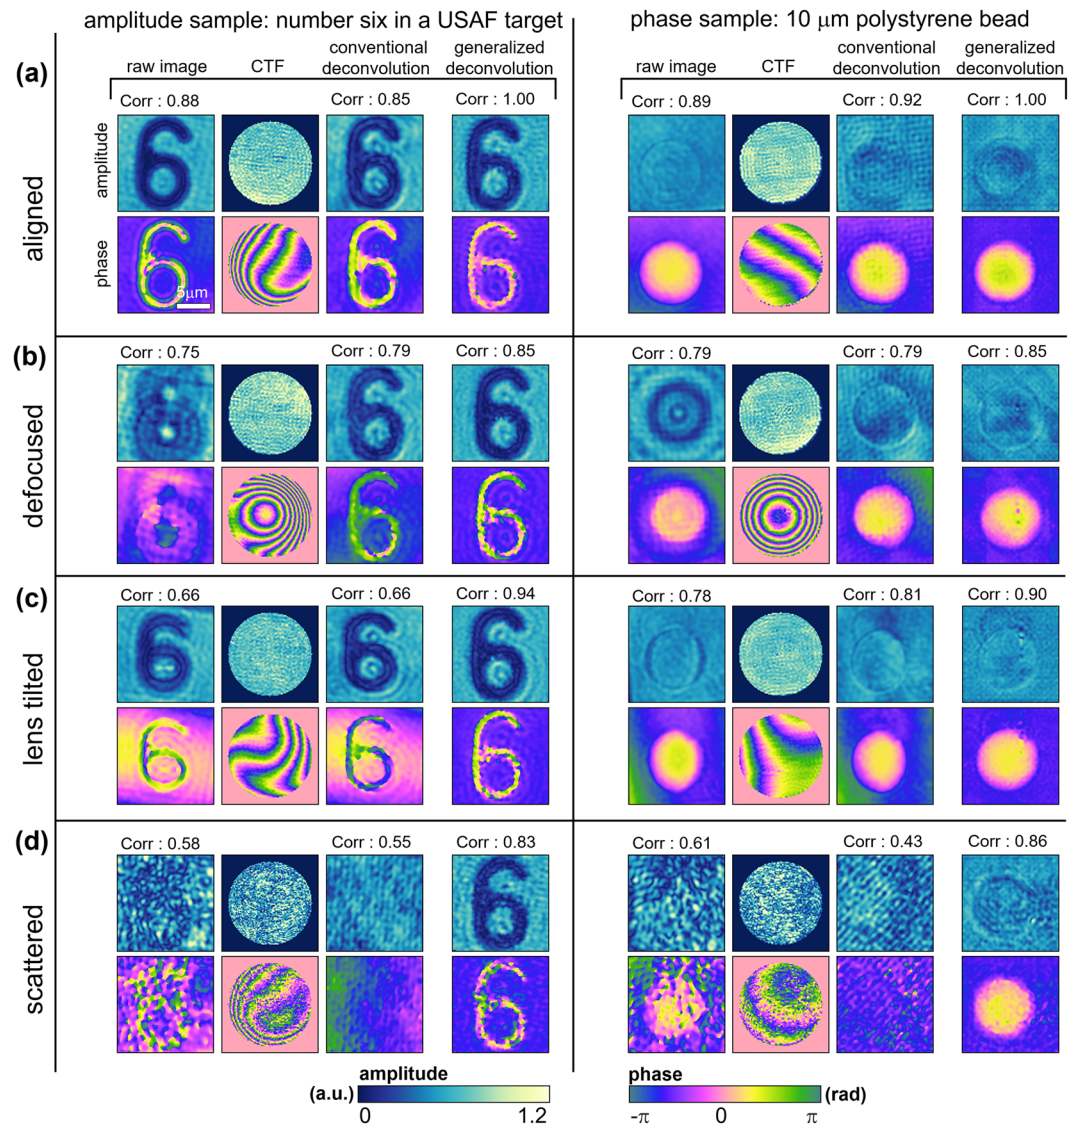 amplitude sample: number six in a USAF target
phase sample: 10 μm polystyrene bead
(a)
raw image
CTF
conventional
deconvolution
generalized
deconvolution
raw image
CTF
conventional
deconvolution
generalized
deconvolution
Corr : 0.88
Corr : 0.85
Corr : 1.00
Corr : 0.89
Corr : 0.92
Corr : 1.00
aligned
amplitude
phase
5μm
(b)
Corr : 0.75
Corr : 0.79
Corr : 0.85
Corr : 0.79
Corr : 0.79
Corr : 0.85
defocused
(c)
Corr : 0.66
Corr : 0.66
Corr : 0.94
Corr : 0.78
Corr : 0.81
Corr : 0.90
lens tilted
(d)
Corr : 0.58
Corr : 0.55
Corr : 0.83
Corr : 0.61
Corr : 0.43
Corr : 0.86
scattered
amplitude
(a.u.)
0
1.2
phase
(rad)
-π
0
π